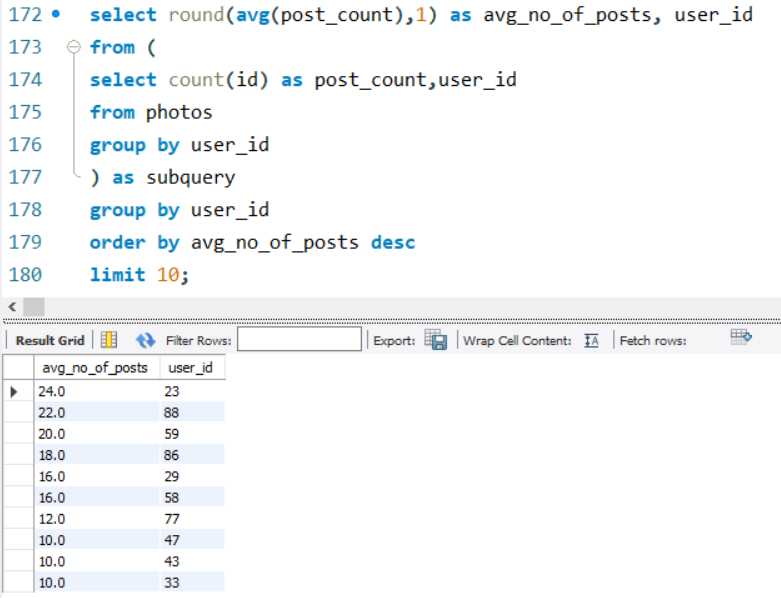 172 select round(avg(post_count),1) as avg_no_of_posts, user_id
173 from (
174 select count(id) as post_count,user_id
175 from photos
176 group by user_id
177 ) as subquery
178 group by user_id
179 order by avg_no_of_posts desc
180 limit 10;
Result Grid Filter Rows: Export: Wrap Cell Content: Fetch rows:
avg_no_of_posts user_id
24.0 23
22.0 88
20.0 59
18.0 86
16.0 29
16.0 58
12.0 77
10.0 47
10.0 43
10.0 33